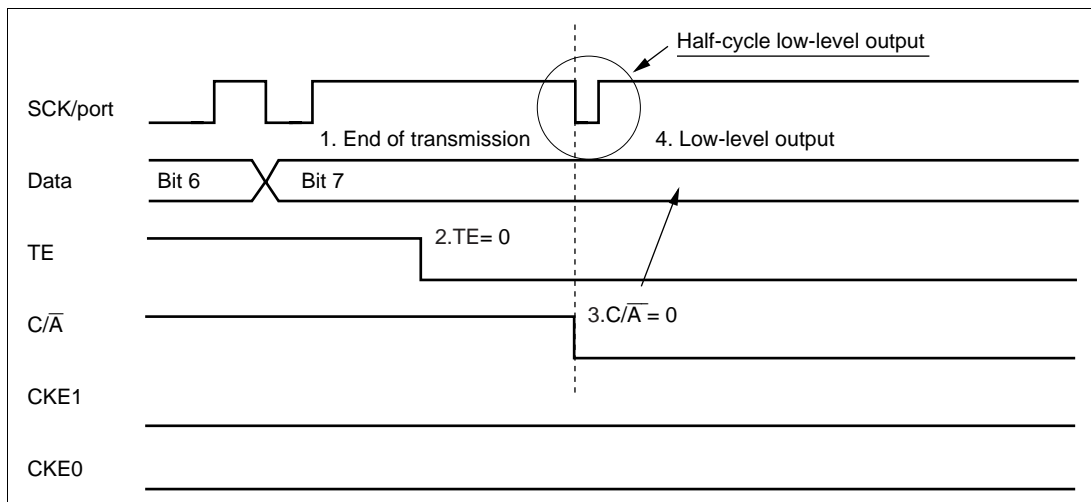 Half-cycle low-level output
SCK/port
1. End of transmission
4. Low-level output
Data
Bit 6
Bit 7
TE
2.TE= 0
C/A̅
3.C/A̅ = 0
CKE1
CKE0